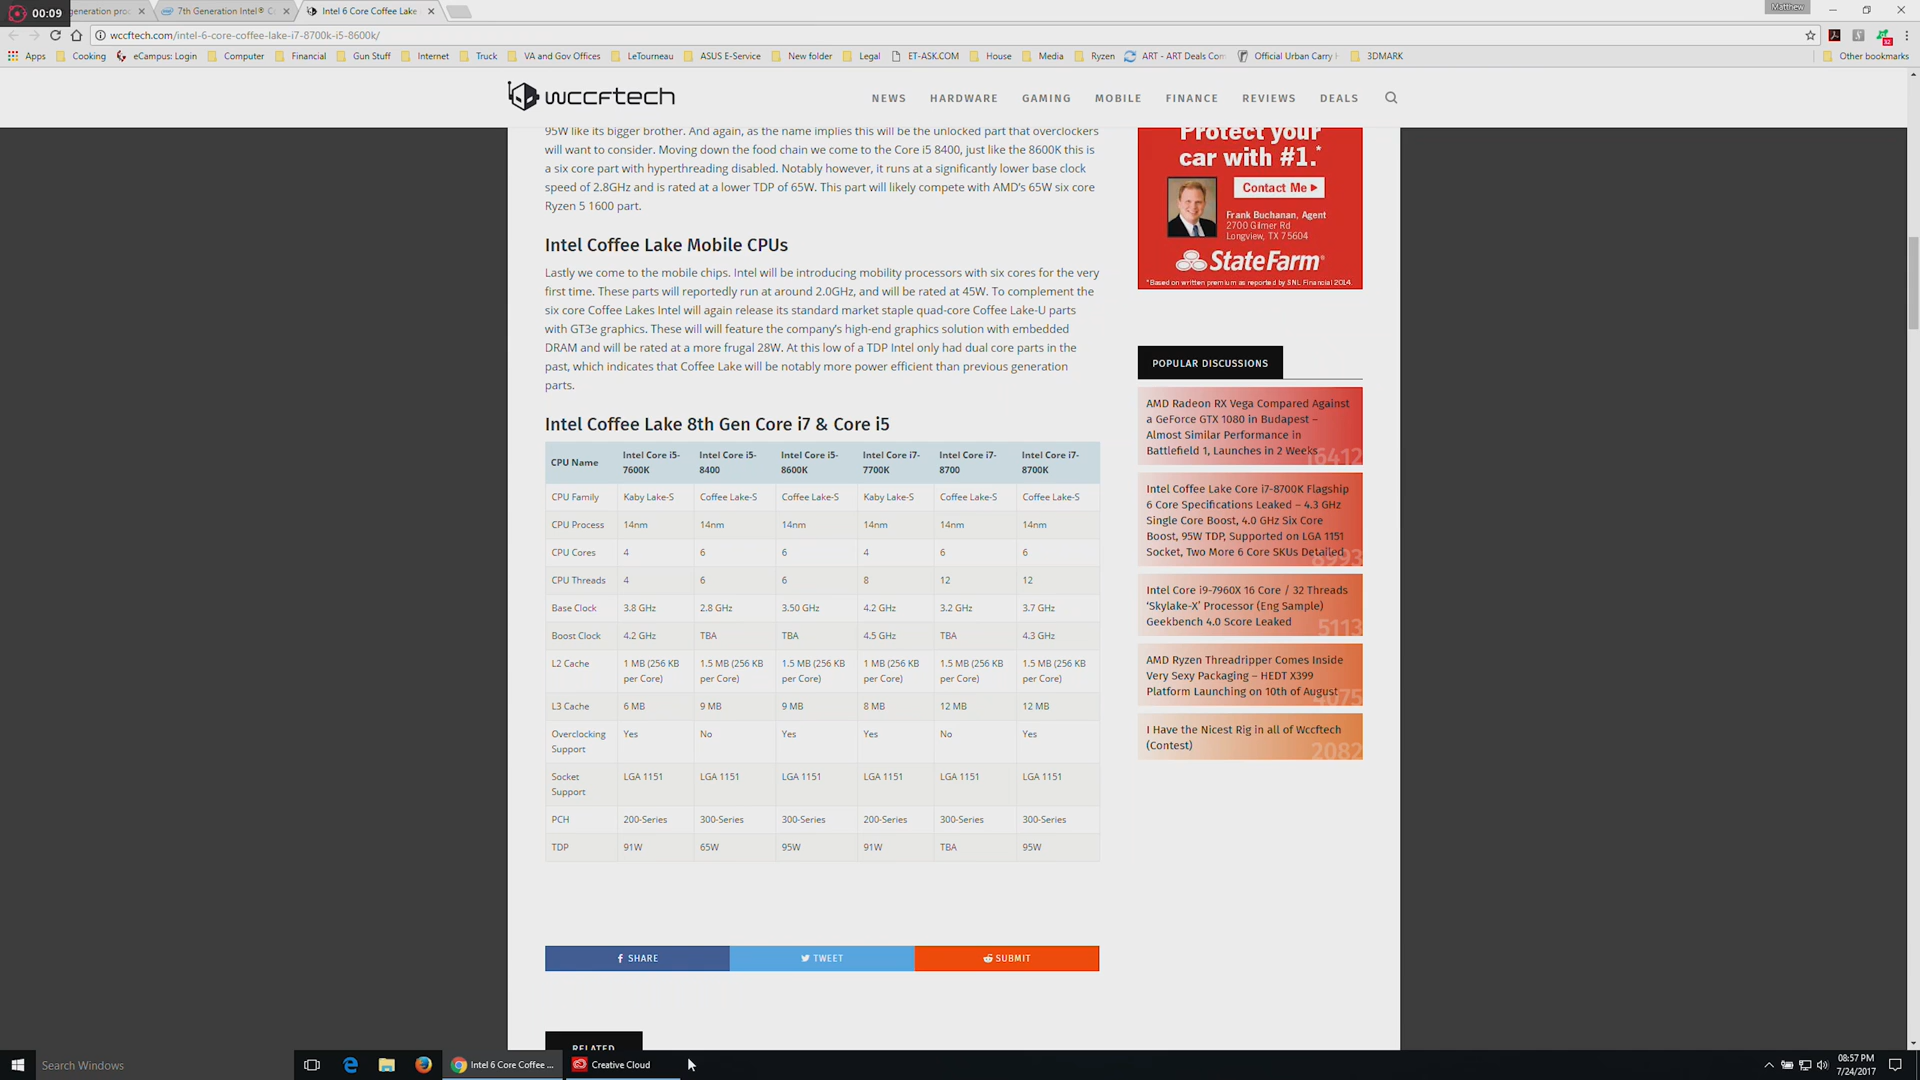 00:09
generation pro
7th Generation Intel® C
Intel 6 Core Coffee Lake
Matthew
wccftech.com/intel-6-core-coffee-lake-i7-8700k-i5-8600k/
32
Apps
Cooking
eCampus: Login
Computer
Financial
Gun Stuff
Internet
Truck
VA and Gov Offices
LeTourneau
ASUS E-Service
New folder
Legal
ET-ASK.COM
House
Media
Ryzen
ART - ART Deals Com
Official Urban Carry
3DMARK
Other bookmarks
wccftech
NEWS
HARDWARE
GAMING
MOBILE
FINANCE
REVIEWS
DEALS
95W like its bigger brother. And again, as the name implies this will be the unlocked part that overclockers
will want to consider. Moving down the food chain we come to the Core i5 8400, just like the 8600K this is
a six core part with hyperthreading disabled. Notably however, it runs at a significantly lower base clock
speed of 2.8GHz and is rated at a lower TDP of 65W. This part will likely compete with AMD's 65W six core
Ryzen 5 1600 part.
Intel Coffee Lake Mobile CPUs
Lastly we come to the mobile chips. Intel will be introducing mobility processors with six cores for the very
first time. These parts will reportedly run at around 2.0GHz, and will be rated at 45W. To complement the
six core Coffee Lakes Intel will again release its standard market staple quad-core Coffee Lake-U parts
with GT3e graphics. These will will feature the company's high-end graphics solution with embedded
DRAM and will be rated at a more frugal 28W. At this low of a TDP Intel only had dual core parts in the
past, which indicates that Coffee Lake will be notably more power efficient than previous generation
parts.
Intel Coffee Lake 8th Gen Core i7 & Core i5
CPU Name Intel Core i5-7600K Intel Core i5-8400 Intel Core i5-8600K Intel Core i7-7700K Intel Core i7-8700 Intel Core i7-8700K
CPU Family Kaby Lake-S Coffee Lake-S Coffee Lake-S Kaby Lake-S Coffee Lake-S Coffee Lake-S
CPU Process 14nm 14nm 14nm 14nm 14nm 14nm
CPU Cores 4 6 6 4 6 6
CPU Threads 4 6 6 8 12 12
Base Clock 3.8 GHz 2.8 GHz 3.50 GHz 4.2 GHz 3.2 GHz 3.7 GHz
Boost Clock 4.2 GHz TBA TBA 4.5 GHz TBA 4.3 GHz
L2 Cache 1 MB (256 KB per Core) 1.5 MB (256 KB per Core) 1.5 MB (256 KB per Core) 1 MB (256 KB per Core) 1.5 MB (256 KB per Core) 1.5 MB (256 KB per Core)
L3 Cache 6 MB 9 MB 9 MB 8 MB 12 MB 12 MB
Overclocking Support Yes No Yes Yes No Yes
Socket Support LGA 1151 LGA 1151 LGA 1151 LGA 1151 LGA 1151 LGA 1151
PCH 200-Series 300-Series 300-Series 200-Series 300-Series 300-Series
TDP 91W 65W 95W 91W TBA 95W
SHARE
TWEET
SUBMIT
RELATED
Protect your
car with #1.*
Contact Me
Frank Buchanan, Agent
2700 Gilmer Rd
Longview, TX 75604
StateFarm
*Based on written premium as reported by SNL Financial 2014.
POPULAR DISCUSSIONS
AMD Radeon RX Vega Compared Against
a GeForce GTX 1080 in Budapest –
Almost Similar Performance in
Battlefield 1, Launches in 2 Weeks
16412
Intel Coffee Lake Core i7-8700K Flagship
6 Core Specifications Leaked – 4.3 GHz
Single Core Boost, 4.0 GHz Six Core
Boost, 95W TDP, Supported on LGA 1151
Socket, Two More 6 Core SKUs Detailed
8993
Intel Core i9-7960X 16 Core / 32 Threads
'Skylake-X' Processor (Eng Sample)
Geekbench 4.0 Score Leaked
5113
AMD Ryzen Threadripper Comes Inside
Very Sexy Packaging – HEDT X399
Platform Launching on 10th of August
I Have the Nicest Rig in all of Wccftech
(Contest)
2082
Search Windows
Intel 6 Core Coffee ...
Creative Cloud
08:57 PM
7/24/2017